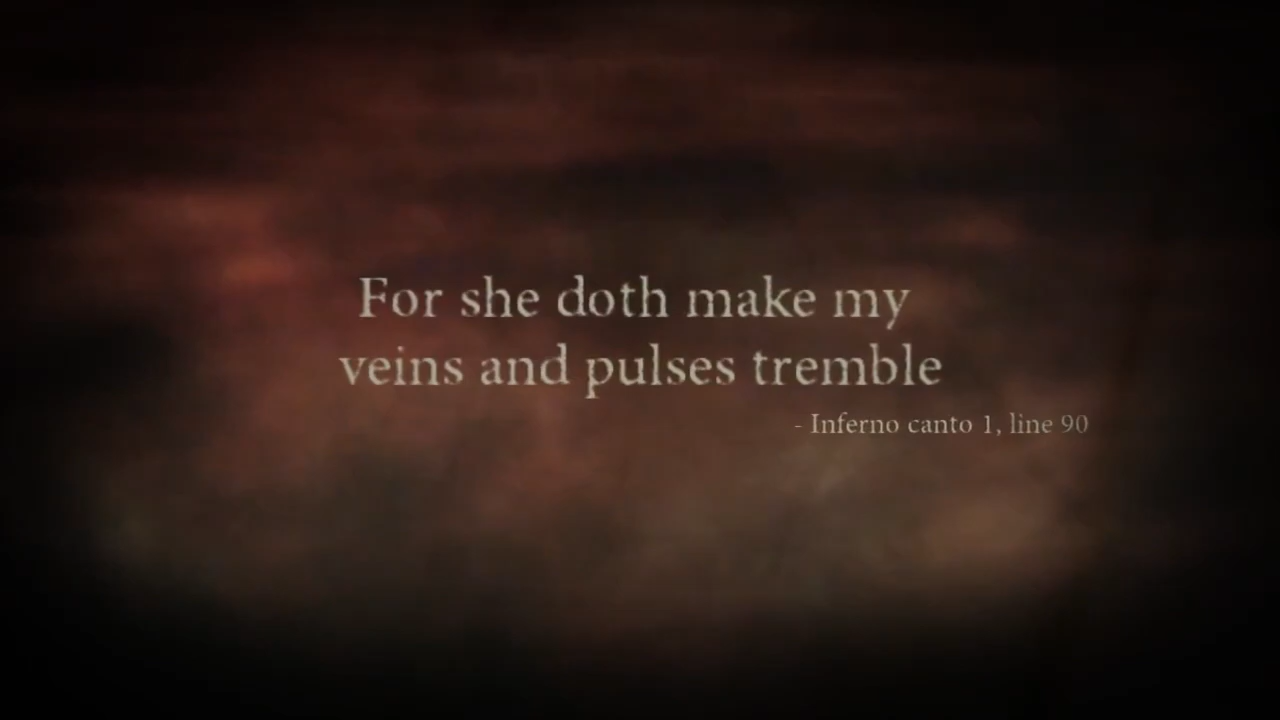 For she doth make my
veins and pulses tremble
- Inferno canto 1, line 90